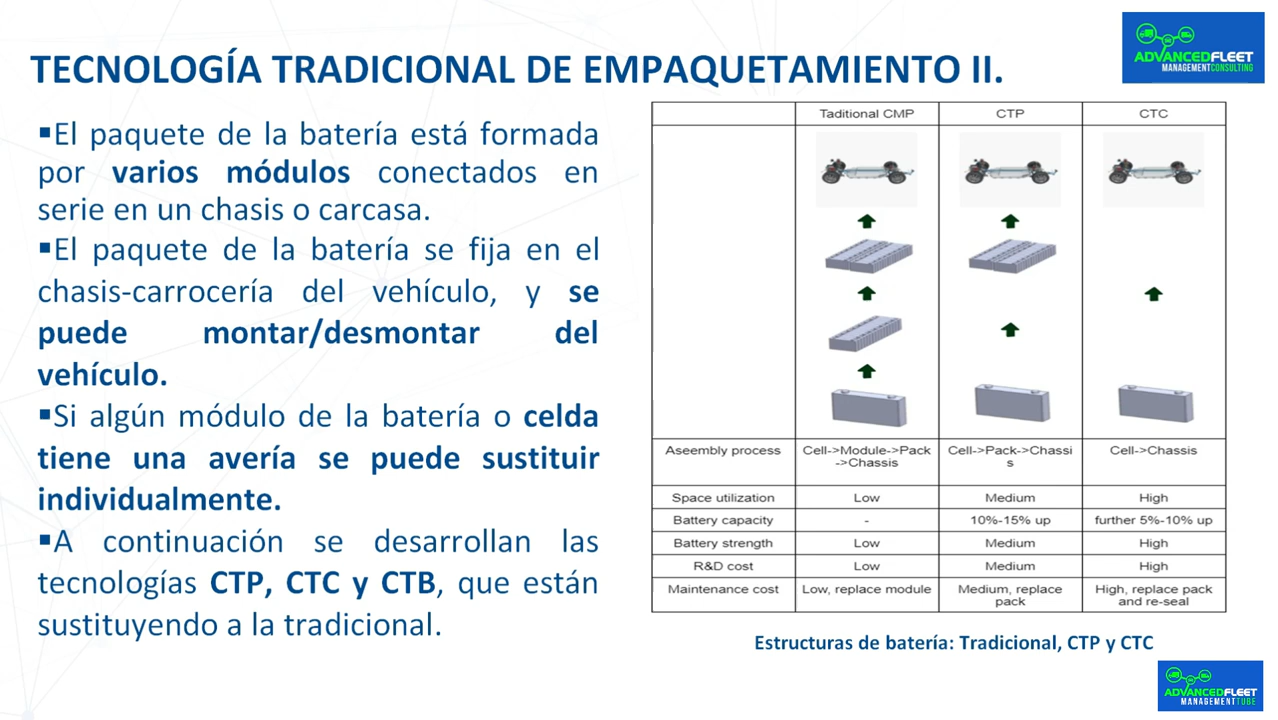 TECNOLOGÍA TRADICIONAL DE EMPAQUETAMIENTO II.
ADVANCEDFLEET
MANAGEMENTCONSULTING
▪El paquete de la batería está formada
por varios módulos conectados en
serie en un chasis o carcasa.
▪El paquete de la batería se fija en el
chasis-carrocería del vehículo, y se
puede montar/desmontar del
vehículo.
▪Si algún módulo de la batería o celda
tiene una avería se puede sustituir
individualmente.
▪A continuación se desarrollan las
tecnologías CTP, CTC y CTB, que están
sustituyendo a la tradicional.
Taditional CMP CTP CTC
Aseembly process Cell->Module->Pack Cell->Pack->Chassi Cell->Chassis
->Chassis s
Space utilization Low Medium High
Battery capacity - 10%-15% up further 5%-10% up
Battery strength Low Medium High
R&D cost Low Medium High
Maintenance cost Low, replace module Medium, replace High, replace pack
pack and re-seal
Estructuras de batería: Tradicional, CTP y CTC
ADVANCEDFLEET
MANAGEMENTTUBE